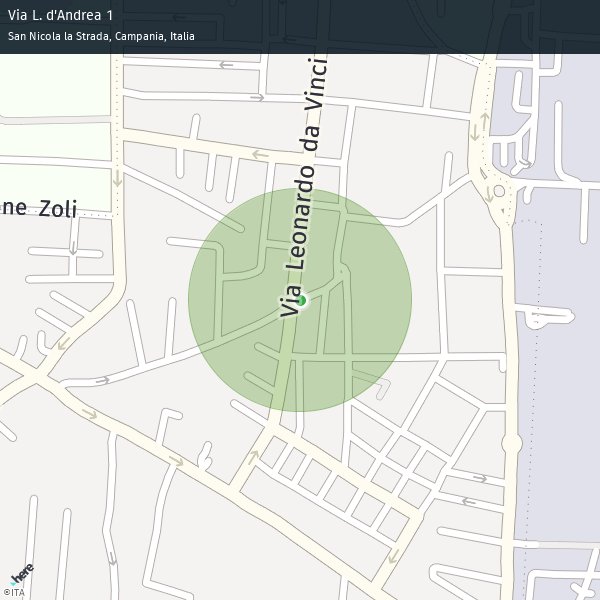 Via L. d'Andrea 1
San Nicola la Strada, Campania, Italia
Via Leonardo da Vinci
ne Zoli
here
©ITA